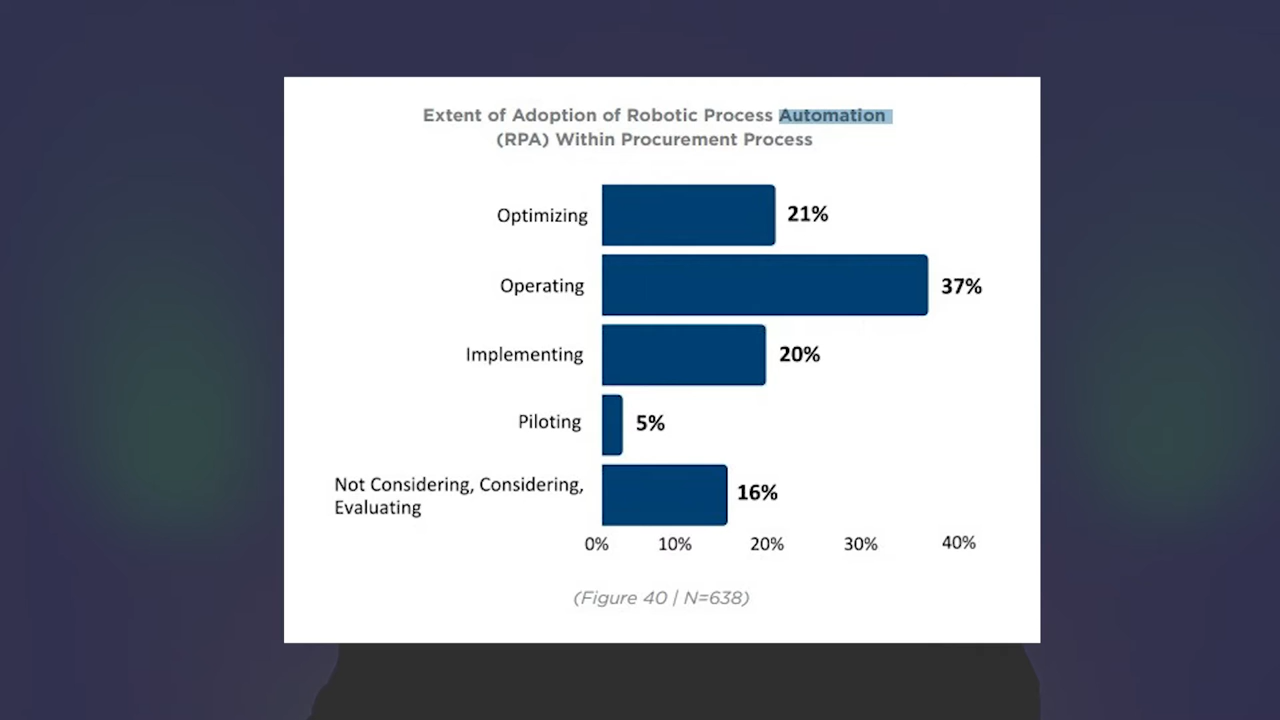 Extent of Adoption of Robotic Process Automation
(RPA) Within Procurement Process
Optimizing 21%
Operating 37%
Implementing 20%
Piloting 5%
Not Considering, Considering,
Evaluating
16%
0% 10% 20% 30% 40%
(Figure 40 | N=638)